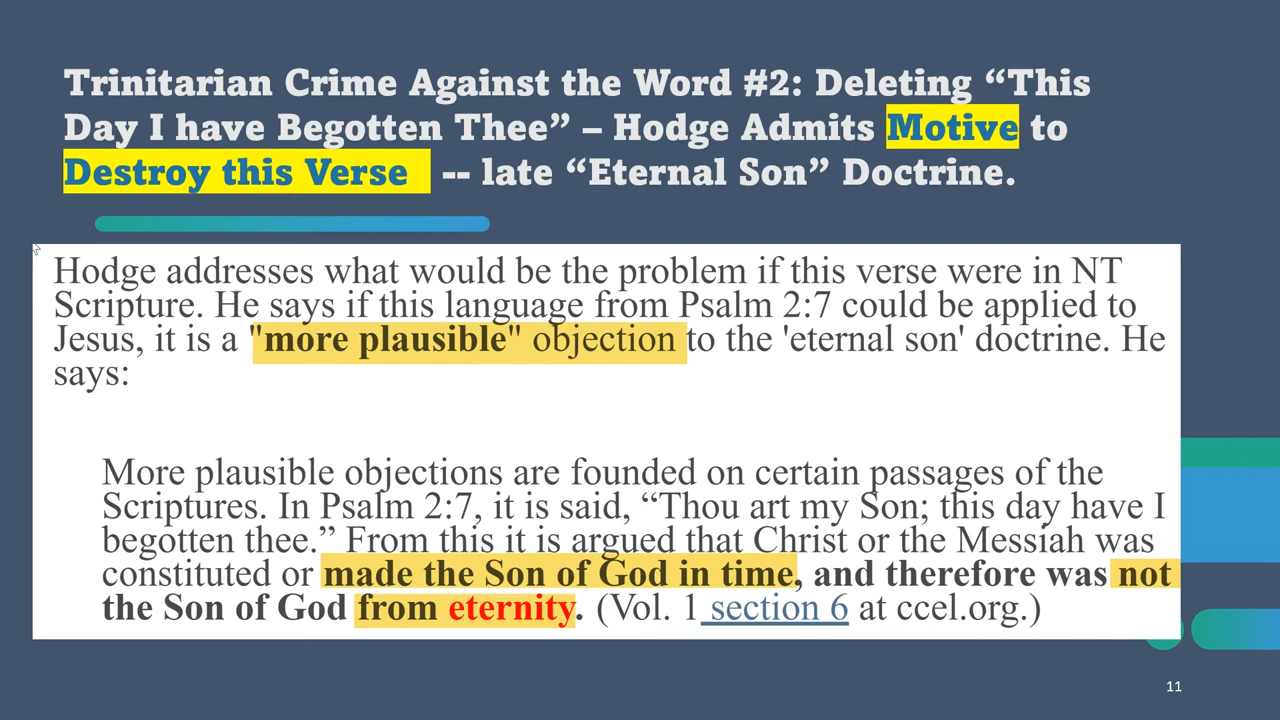 Trinitarian Crime Against the Word #2: Deleting “This
Day I have Begotten Thee” – Hodge Admits Motive to
Destroy this Verse -- late “Eternal Son” Doctrine.
Hodge addresses what would be the problem if this verse were in NT
Scripture. He says if this language from Psalm 2:7 could be applied to
Jesus, it is a "more plausible" objection to the 'eternal son' doctrine. He
says:
More plausible objections are founded on certain passages of the
Scriptures. In Psalm 2:7, it is said, “Thou art my Son; this day have I
begotten thee.” From this it is argued that Christ or the Messiah was
constituted or made the Son of God in time, and therefore was not
the Son of God from eternity. (Vol. 1 section 6 at ccel.org.)
11